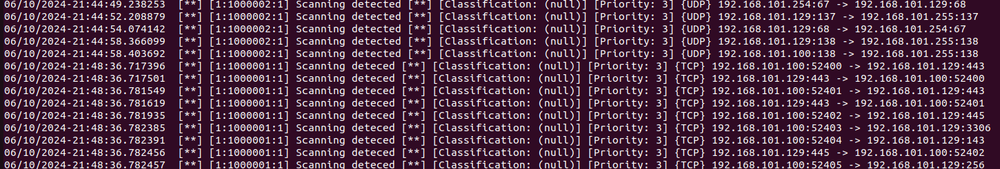 06/10/2024-21:44:49.238253  [**] [1:1000002:1] Scanning detected [**] [Classification: (null)] [Priority: 3] {UDP} 192.168.101.254:67 -> 192.168.101.129:68
06/10/2024-21:44:52.208879  [**] [1:1000002:1] Scanning detected [**] [Classification: (null)] [Priority: 3] {UDP} 192.168.101.129:137 -> 192.168.101.255:137
06/10/2024-21:44:54.074142  [**] [1:1000002:1] Scanning detected [**] [Classification: (null)] [Priority: 3] {UDP} 192.168.101.129:68 -> 192.168.101.254:67
06/10/2024-21:44:58.366099  [**] [1:1000002:1] Scanning detected [**] [Classification: (null)] [Priority: 3] {UDP} 192.168.101.129:138 -> 192.168.101.255:138
06/10/2024-21:44:58.403692  [**] [1:1000002:1] Scanning detected [**] [Classification: (null)] [Priority: 3] {UDP} 192.168.101.100:138 -> 192.168.101.255:138
06/10/2024-21:48:36.717396  [**] [1:1000001:1] Scanning deteced [**] [Classification: (null)] [Priority: 3] {TCP} 192.168.101.100:52400 -> 192.168.101.129:443
06/10/2024-21:48:36.717501  [**] [1:1000001:1] Scanning deteced [**] [Classification: (null)] [Priority: 3] {TCP} 192.168.101.129:443 -> 192.168.101.100:52400
06/10/2024-21:48:36.781549  [**] [1:1000001:1] Scanning deteced [**] [Classification: (null)] [Priority: 3] {TCP} 192.168.101.100:52401 -> 192.168.101.129:443
06/10/2024-21:48:36.781619  [**] [1:1000001:1] Scanning deteced [**] [Classification: (null)] [Priority: 3] {TCP} 192.168.101.129:443 -> 192.168.101.100:52401
06/10/2024-21:48:36.781935  [**] [1:1000001:1] Scanning deteced [**] [Classification: (null)] [Priority: 3] {TCP} 192.168.101.100:52402 -> 192.168.101.129:445
06/10/2024-21:48:36.782385  [**] [1:1000001:1] Scanning deteced [**] [Classification: (null)] [Priority: 3] {TCP} 192.168.101.100:52403 -> 192.168.101.129:3306
06/10/2024-21:48:36.782391  [**] [1:1000001:1] Scanning deteced [**] [Classification: (null)] [Priority: 3] {TCP} 192.168.101.100:52404 -> 192.168.101.129:143
06/10/2024-21:48:36.782456  [**] [1:1000001:1] Scanning deteced [**] [Classification: (null)] [Priority: 3] {TCP} 192.168.101.129:445 -> 192.168.101.100:52402
06/10/2024-21:48:36.782457  [**] [1:1000001:1] Scanning deteced [**] [Classification: (null)] [Priority: 3] {TCP} 192.168.101.100:52405 -> 192.168.101.129:256